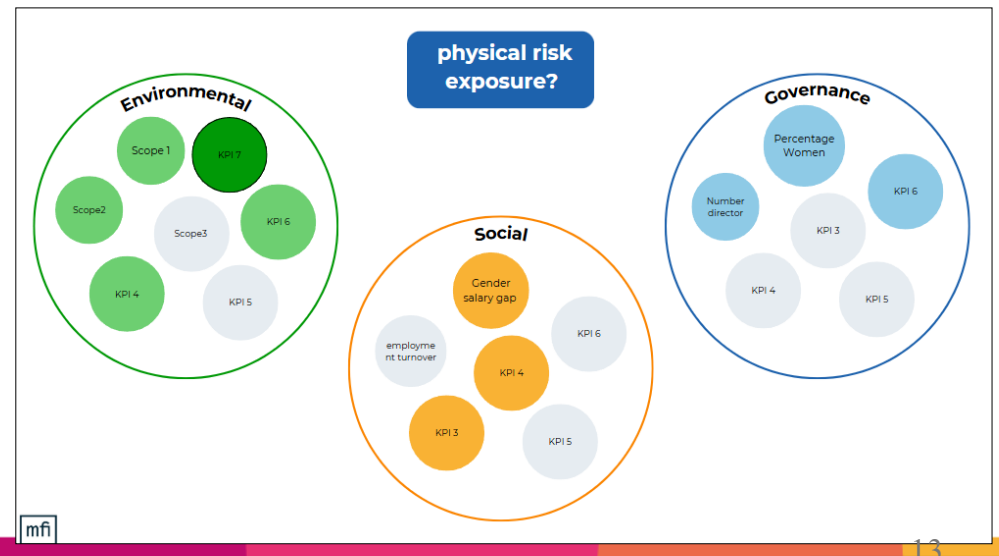 physical risk
exposure?
Environmental
Scope 1
KPI 7
Scope2
Scope3
KPI 6
KPI 4
KPI 5
Social
Gender
salary gap
employme
nt turnover
KPI 6
KPI 4
KPI 3
KPI 5
Governance
Percentage
Women
Number
director
KPI 6
KPI 3
KPI 4
KPI 5
mfi
13